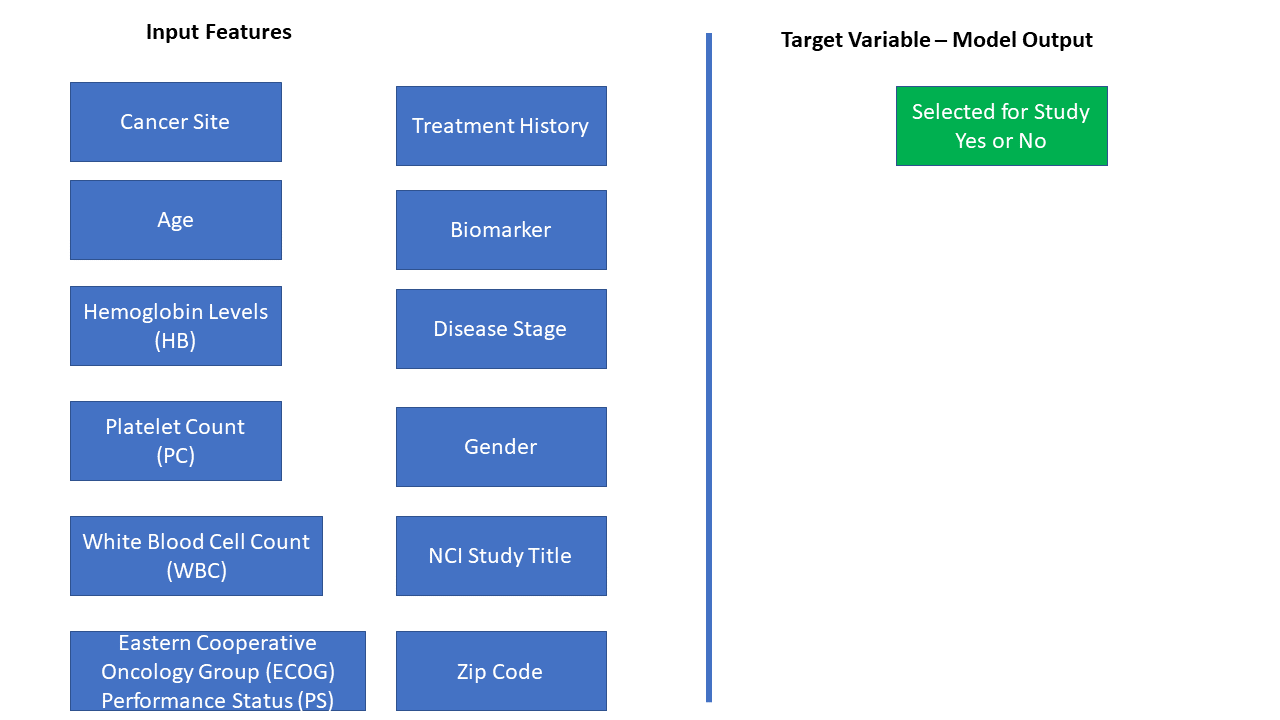 Input Features
Target Variable – Model Output
Cancer Site
Treatment History
Selected for Study
Yes or No
Age
Biomarker
Hemoglobin Levels
(HB)
Disease Stage
Platelet Count
(PC)
Gender
White Blood Cell Count
(WBC)
NCI Study Title
Eastern Cooperative
Oncology Group (ECOG)
Performance Status (PS)
Zip Code